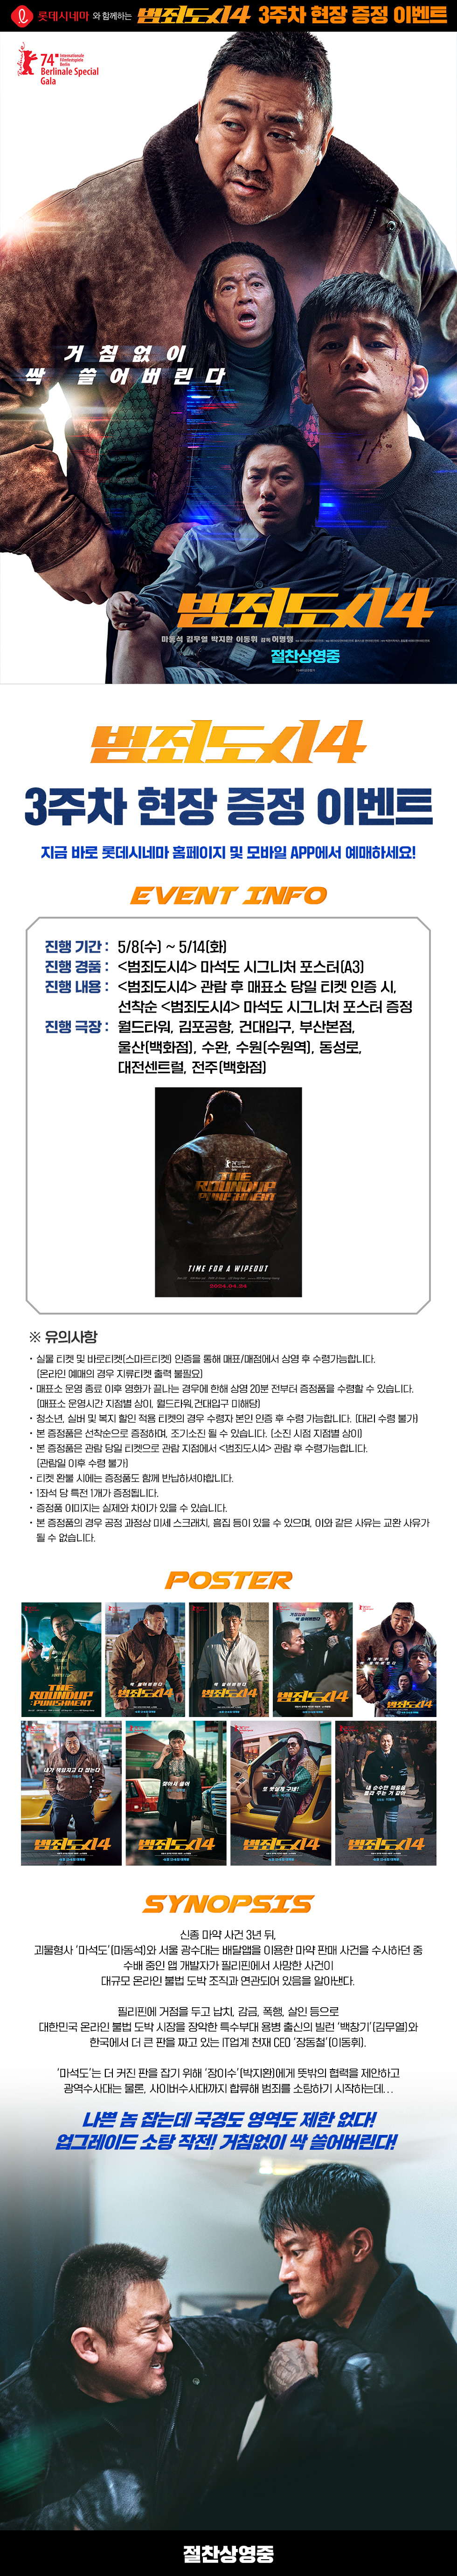 롯데시네마 와 함께하는 범죄도시4 3주차 현장 증정 이벤트
74 Internationale Filmfestspiele Berlin
Berlinale Special
Gala
거침없이
싹 쓸어버린다
범죄도시4
마동석 김무열 박지환 이동휘 감독 허명행
절찬상영중
범죄도시4
3주차 현장 증정 이벤트
지금 바로 롯데시네마 홈페이지 및 모바일 APP에서 예매하세요!
EVENT INFO
진행 기간 : 5/8(수) ~ 5/14(화)
진행 경품 : <범죄도시4> 마석도 시그니처 포스터(A3)
진행 내용 : <범죄도시4> 관람 후 매표소 당일 티켓 인증 시,
선착순 <범죄도시4> 마석도 시그니처 포스터 증정
진행 극장 : 월드타워, 김포공항, 건대입구, 부산본점,
울산(백화점), 수완, 수원(수원역), 동성로,
대전센트럴, 전주(백화점)
THE
ROUNDUP
PUNISHMENT
TIME FOR A WIPEOUT
2024.04.24
※ 유의사항
· 실물 티켓 및 바로티켓(스마트티켓) 인증을 통해 매표/매점에서 상영 후 수령가능합니다.
(온라인 예매의 경우 지류티켓 출력 불필요)
· 매표소 운영 종료 이후 영화가 끝나는 경우에 한해 상영 20분 전부터 증정품을 수령할 수 있습니다.
(매표소 운영시간 지점별 상이, 월드타워,건대입구 미해당)
· 청소년, 실버 및 복지 할인 적용 티켓의 경우 수령자 본인 인증 후 수령 가능합니다. (대리 수령 불가)
· 본 증정품은 선착순으로 증정하며, 조기소진 될 수 있습니다. (소진 시점 지점별 상이)
· 본 증정품은 관람 당일 티켓으로 관람 지점에서 <범죄도시4> 관람 후 수령가능합니다.
(관람일 이후 수령 불가)
· 티켓 환불 시에는 증정품도 함께 반납하셔야합니다.
· 1좌석 당 특전 1개가 증정됩니다.
· 증정품 이미지는 실제와 차이가 있을 수 있습니다.
· 본 증정품의 경우 공정 과정상 미세 스크래치, 흠집 등이 있을 수 있으며, 이와 같은 사유는 교환 사유가
될 수 없습니다.
POSTER
THE
ROUNDUP
:PUNISHMENT
싹 쓸어버린다
범죄도시4
싹 쓸어버린다
범죄도시4
거침없이
싹 쓸어버린다
범죄도시4
범죄도시4
내가 책임지고 다 잡는다
범죄도시4
범죄도시4
범죄도시4
범죄도시4
SYNOPSIS
신종 마약 사건 3년 뒤,
괴물형사 '마석도'(마동석)와 서울 광수대는 배달앱을 이용한 마약 판매 사건을 수사하던 중
수배 중인 앱 개발자가 필리핀에서 사망한 사건이
대규모 온라인 불법 도박 조직과 연관되어 있음을 알아낸다.
필리핀에 거점을 두고 납치, 감금, 폭행, 살인 등으로
대한민국 온라인 불법 도박 시장을 장악한 특수부대 용병 출신의 빌런 '백창기'(김무열)와
한국에서 더 큰 판을 짜고 있는 IT업계 천재 CEO '장동철'(이동휘).
'마석도'는 더 커진 판을 잡기 위해 '장이수'(박지환)에게 뜻밖의 협력을 제안하고
광역수사대는 물론, 사이버수사대까지 합류해 범죄를 소탕하기 시작하는데…
나쁜 놈 잡는데 국경도 영역도 제한 없다!
업그레이드 소탕 작전! 거침없이 싹 쓸어버린다!
절찬상영중